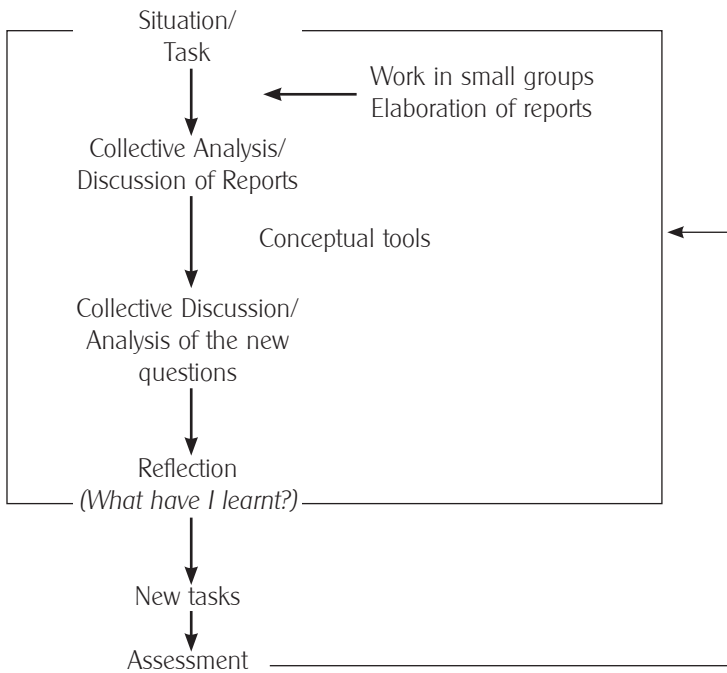 Situation/
Task
Work in small groups
Elaboration of reports
Collective Analysis/
Discussion of Reports
Conceptual tools
Collective Discussion/
Analysis of the new
questions
Reflection
(What have I learnt?)
New tasks
Assessment